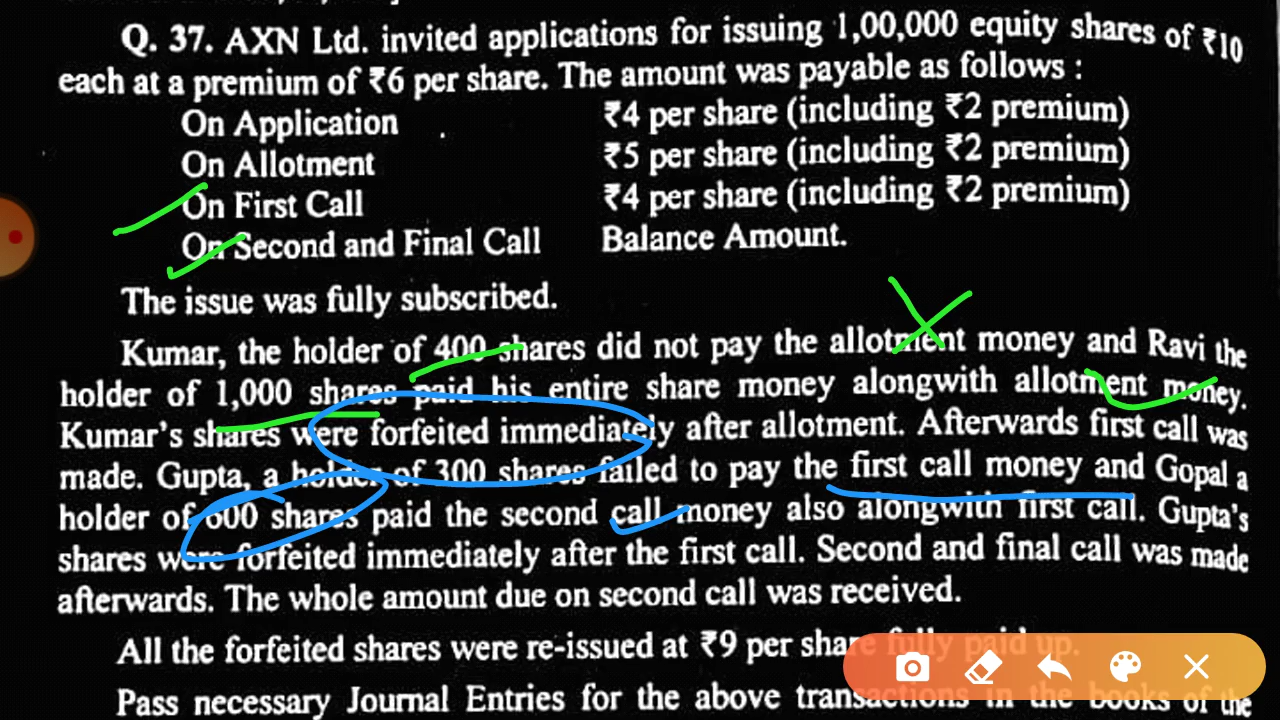 Q. 37. AXN Ltd. invited applications for issuing 1,00,000 equity shares of ₹10
each at a premium of ₹6 per share. The amount was payable as follows :
On Application ₹4 per share (including ₹2 premium)
On Allotment ₹5 per share (including ₹2 premium)
On First Call ₹4 per share (including ₹2 premium)
On Second and Final Call Balance Amount.
The issue was fully subscribed.
Kumar, the holder of 400 shares did not pay the allotment money and Ravi the
holder of 1,000 shares paid his entire share money alongwith allotment money.
Kumar's shares were forfeited immediately after allotment. Afterwards first call was
made. Gupta, a holder of 300 shares failed to pay the first call money and Gopal a
holder of 600 shares paid the second call money also alongwith first call. Gupta's
shares were forfeited immediately after the first call. Second and final call was made
afterwards. The whole amount due on second call was received.
All the forfeited shares were re-issued at ₹9 per share fully paid up.
Pass necessary Journal Entries for the above transactions in the books of the